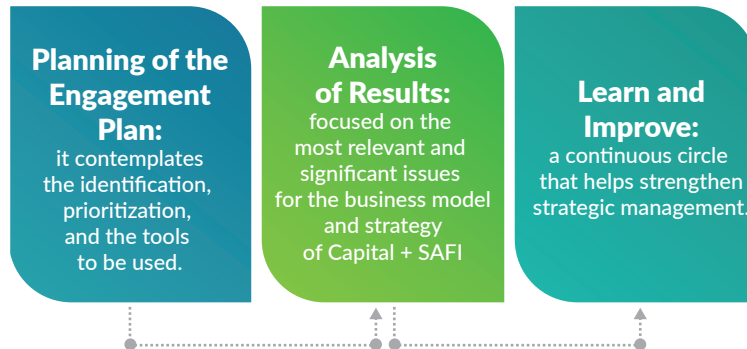 Planning of the
Engagement
Plan:
it contemplates
the identification,
prioritization,
and the tools
to be used.
Analysis
of Results:
focused on the
most relevant and
significant issues
for the business model
and strategy
of Capital + SAFI
Learn and
Improve:
a continuous circle
that helps strengthen
strategic management.